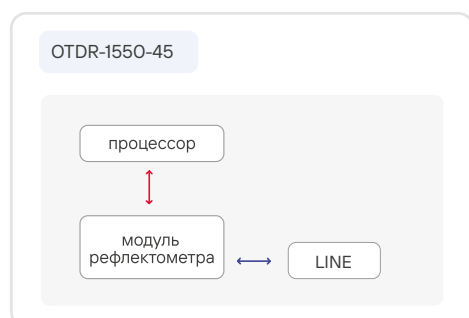 OTDR-1550-45
процессор
модуль
рефлектометра
LINE